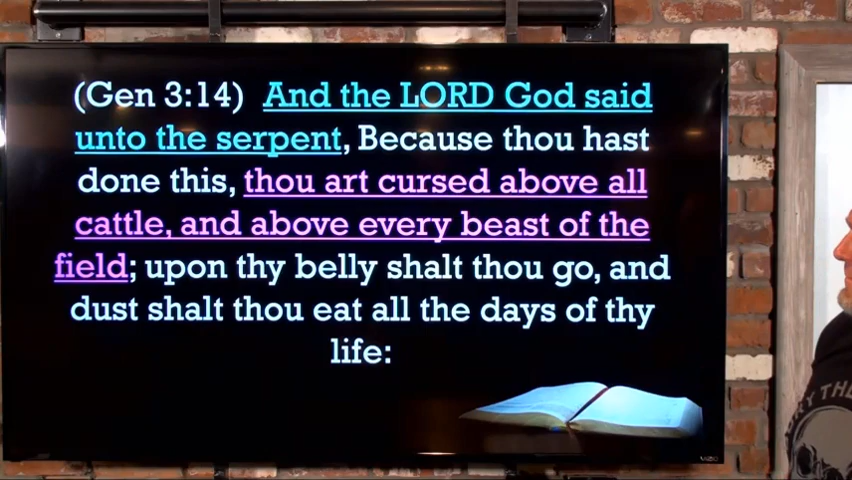 (Gen 3:14) And the LORD God said
unto the serpent, Because thou hast
done this, thou art cursed above all
cattle, and above every beast of the
field; upon thy belly shalt thou go, and
dust shalt thou eat all the days of thy
life:
VIZIO
THE